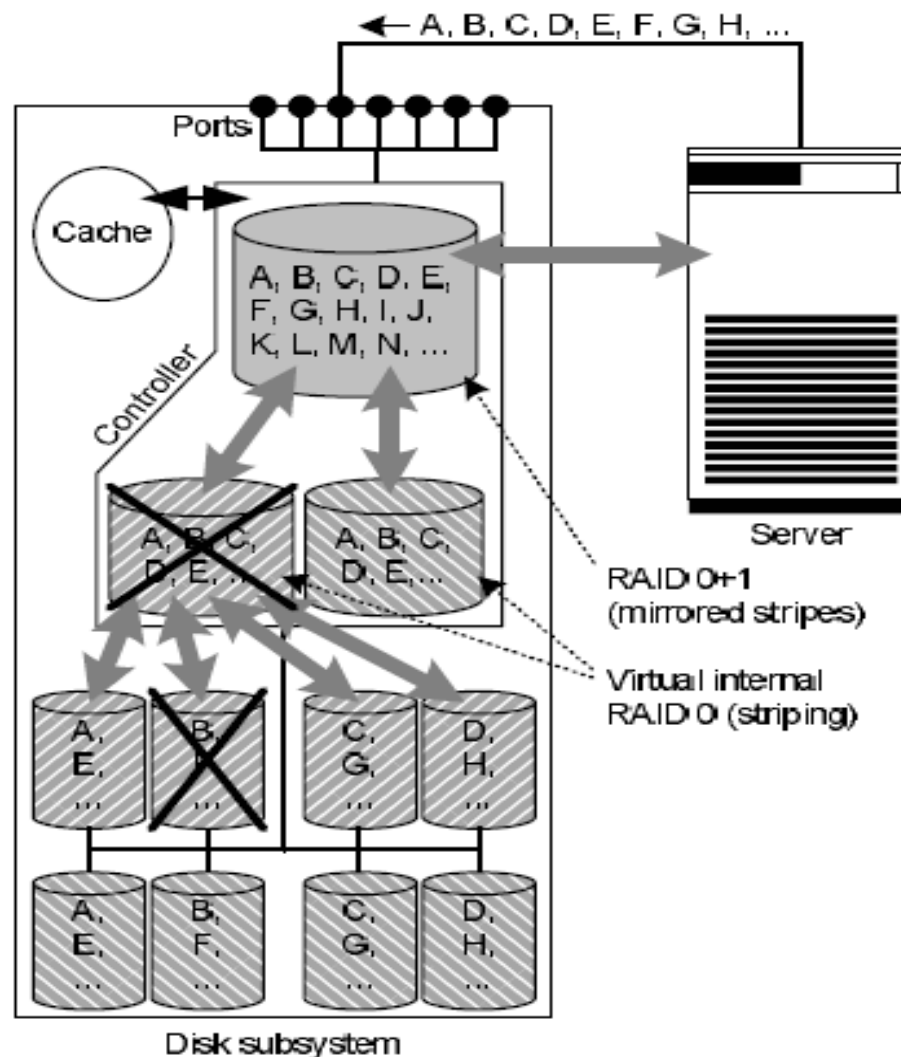 A, B, C, D, E, F, G, H, ...
Ports
Cache
A, B, C, D, E,
F, G, H, I, J,
K, L, M, N, ...
Controller
Server
A, B, C,
D, E, ...
A, B, C,
D, E, ...
RAID 0+1
(mirrored stripes)
Virtual internal
RAID 0 (striping)
A,
E,
...
B,
...
C,
G,
...
D,
H,
...
A,
E,
...
B,
F,
...
C,
G,
...
D,
H,
...
Disk subsystem